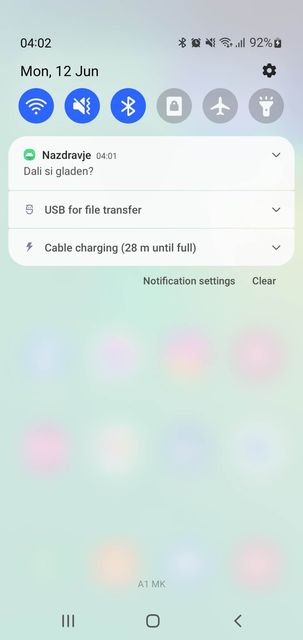 04:02
92%
Mon, 12 Jun
Nazdravje 04:01
Dali si gladen?
USB for file transfer
Cable charging (28 m until full)
Notification settings Clear
A1 MK